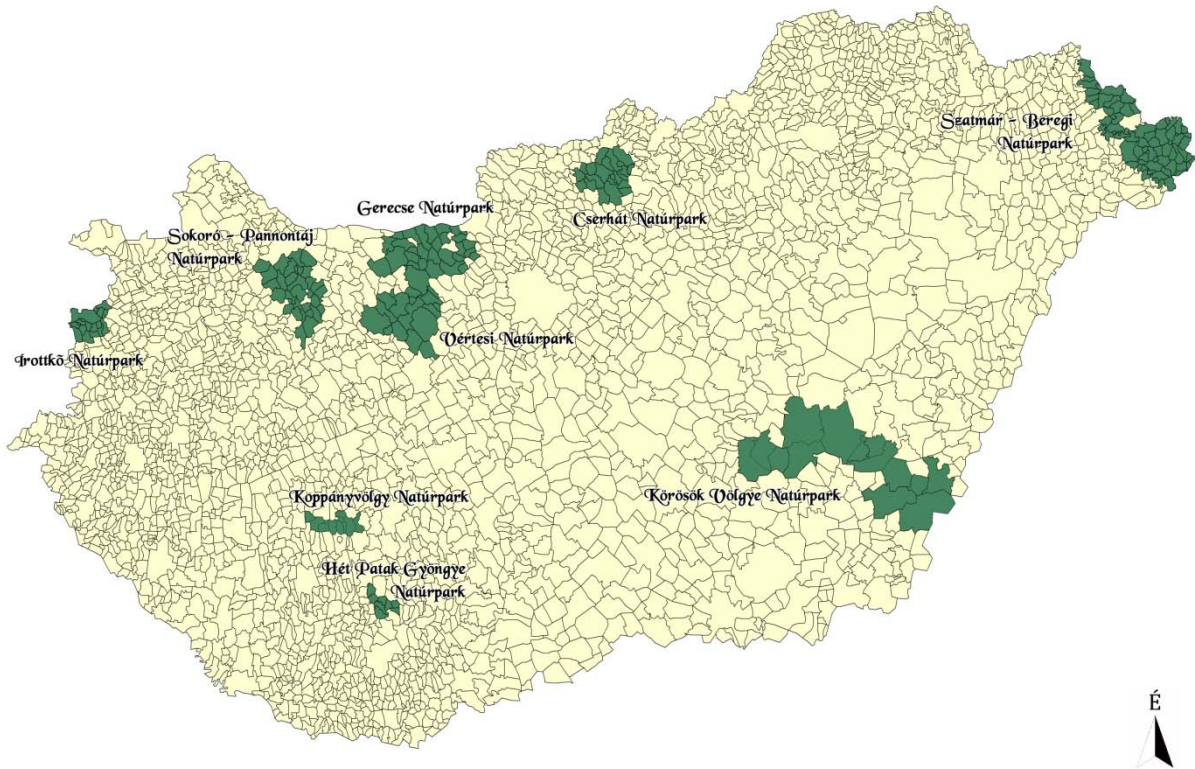 Szatmár - Beregi
Natúrpark
Gerecse Natúrpark
Cserhát Natúrpark
Sokoró - Pannontáj
Natúrpark
Vértesi Natúrpark
Írottkõ Natúrpark
Koppányvölgy Natúrpark
Körösök Völgye Natúrpark
Hét Patak Gyöngye
Natúrpark
É